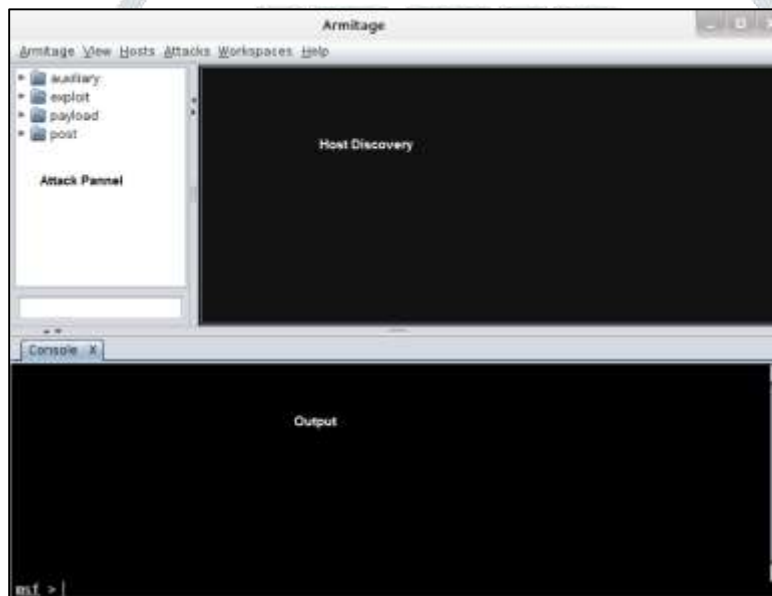 Armitage
Armitage View Hosts Attacks Workspaces Help
auxiliary
exploit
payload
post
Attack Pannel
Host Discovery
Console X
Output
msf >